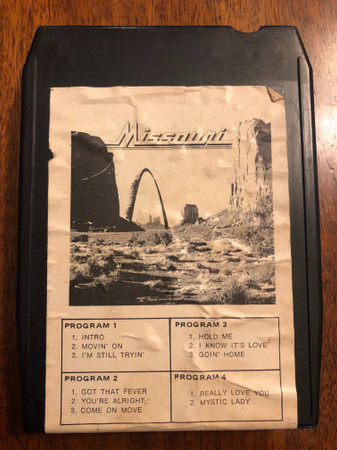 Missouri
PROGRAM 1
1. INTRO
2. MOVIN' ON
3. I'M STILL TRYIN'
PROGRAM 3
1. HOLD ME
2. I KNOW IT'S LOVE
3. GOIN' HOME
PROGRAM 2
1. GOT THAT FEVER
2. YOU'RE ALRIGHT
3. COME ON MOVE
PROGRAM 4
1. REALLY LOVE YOU
2. MYSTIC LADY